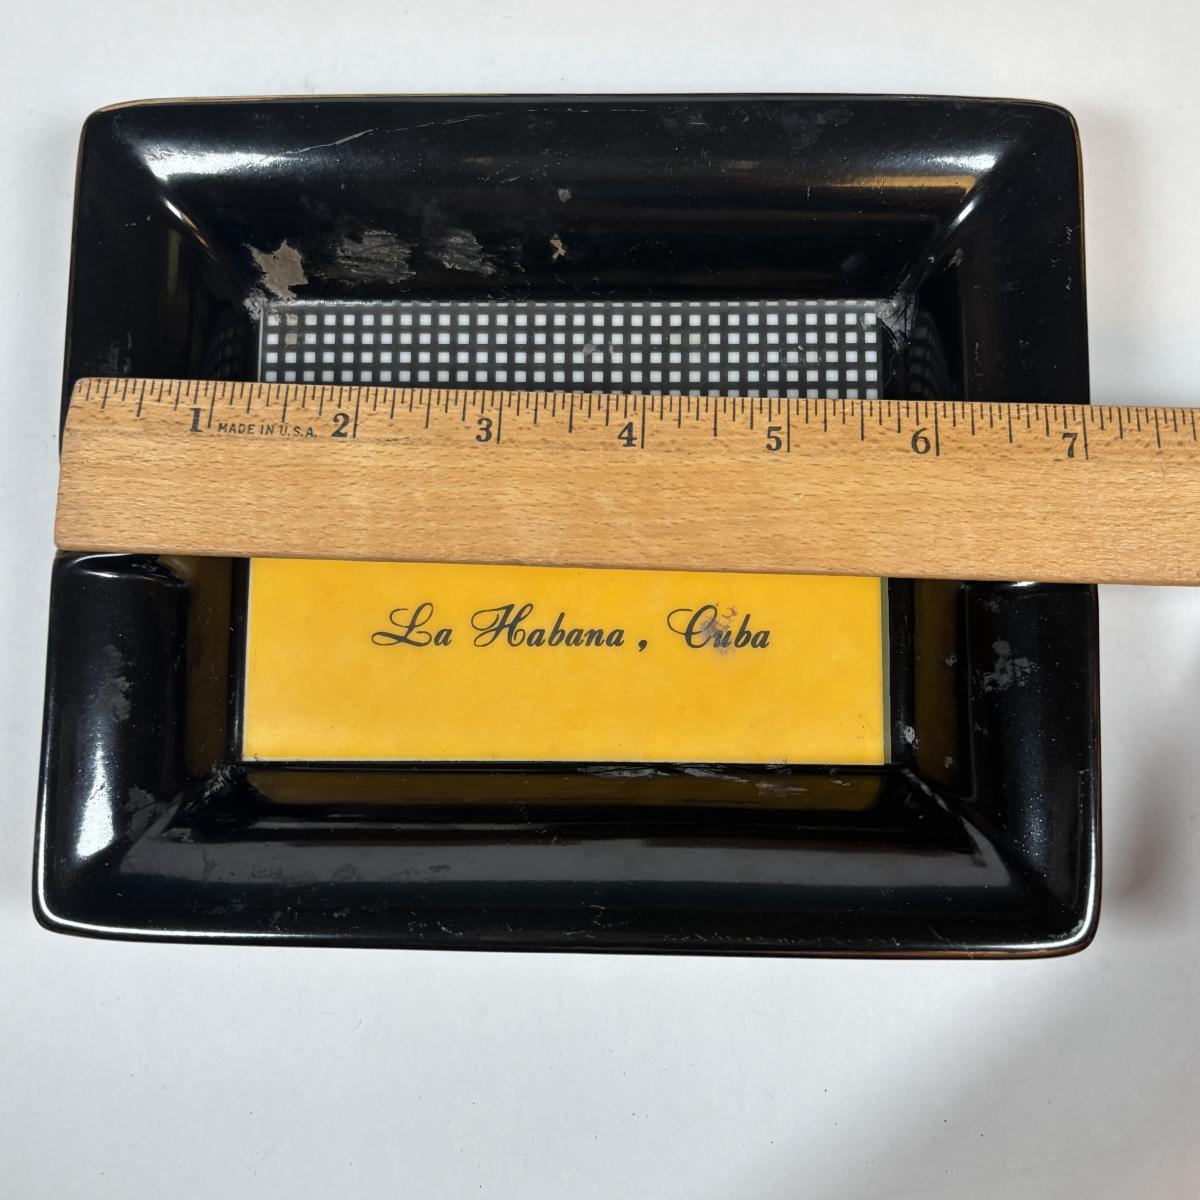 1 MADE IN U.S.A. 2 3 4 5 6 7
La Habana, Cuba